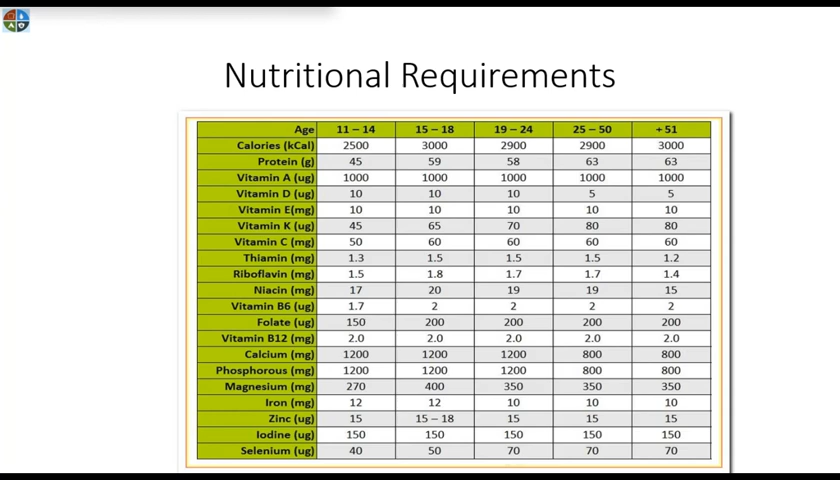 Nutritional Requirements
Age 11 – 14 15 – 18 19 – 24 25 – 50 + 51
Calories (kCal) 2500 3000 2900 2900 3000
Protein (g) 45 59 58 63 63
Vitamin A (ug) 1000 1000 1000 1000 1000
Vitamin D (ug) 10 10 10 5 5
Vitamin E(mg) 10 10 10 10 10
Vitamin K (ug) 45 65 70 80 80
Vitamin C (mg) 50 60 60 60 60
Thiamin (mg) 1.3 1.5 1.5 1.5 1.2
Riboflavin (mg) 1.5 1.8 1.7 1.7 1.4
Niacin (mg) 17 20 19 19 15
Vitamin B6 (ug) 1.7 2 2 2 2
Folate (ug) 150 200 200 200 200
Vitamin B12 (mg) 2.0 2.0 2.0 2.0 2.0
Calcium (mg) 1200 1200 1200 800 800
Phosphorous (mg) 1200 1200 1200 800 800
Magnesium (mg) 270 400 350 350 350
Iron (mg) 12 12 10 10 10
Zinc (ug) 15 15 – 18 15 15 15
Iodine (ug) 150 150 150 150 150
Selenium (ug) 40 50 70 70 70